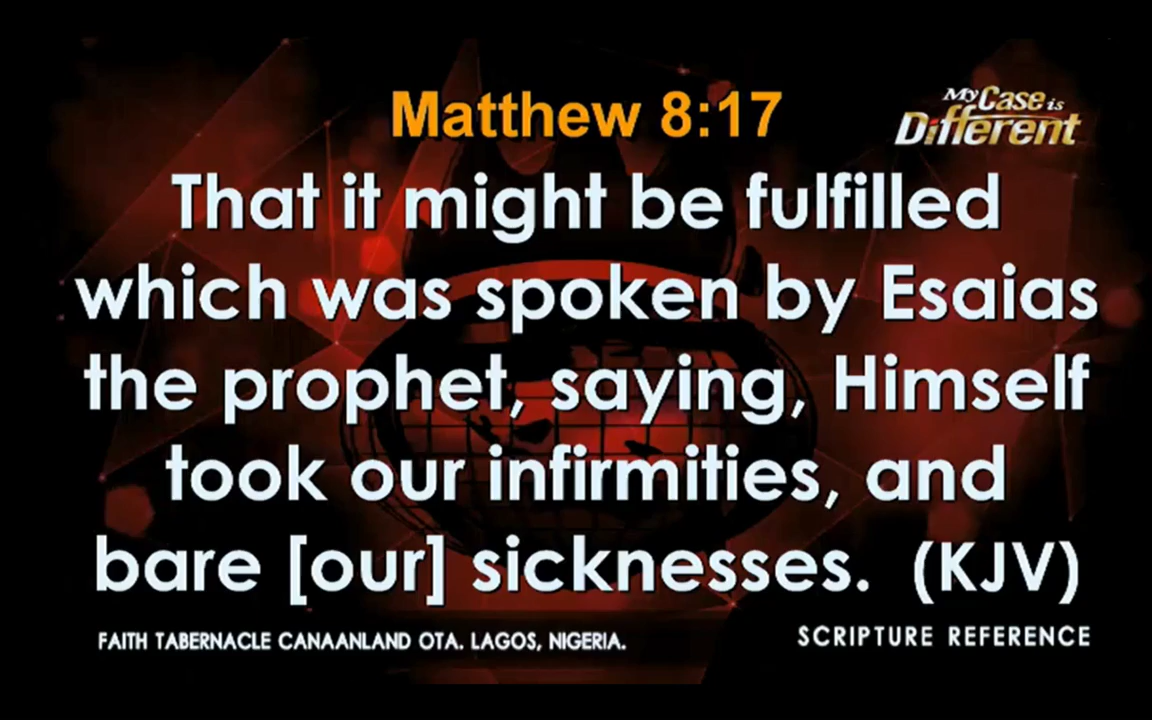 Matthew 8:17
My Case is
Different
That it might be fulfilled
which was spoken by Esaias
the prophet, saying, Himself
took our infirmities, and
bare [our] sicknesses. (KJV)
FAITH TABERNACLE CANAANLAND OTA. LAGOS, NIGERIA.
SCRIPTURE REFERENCE